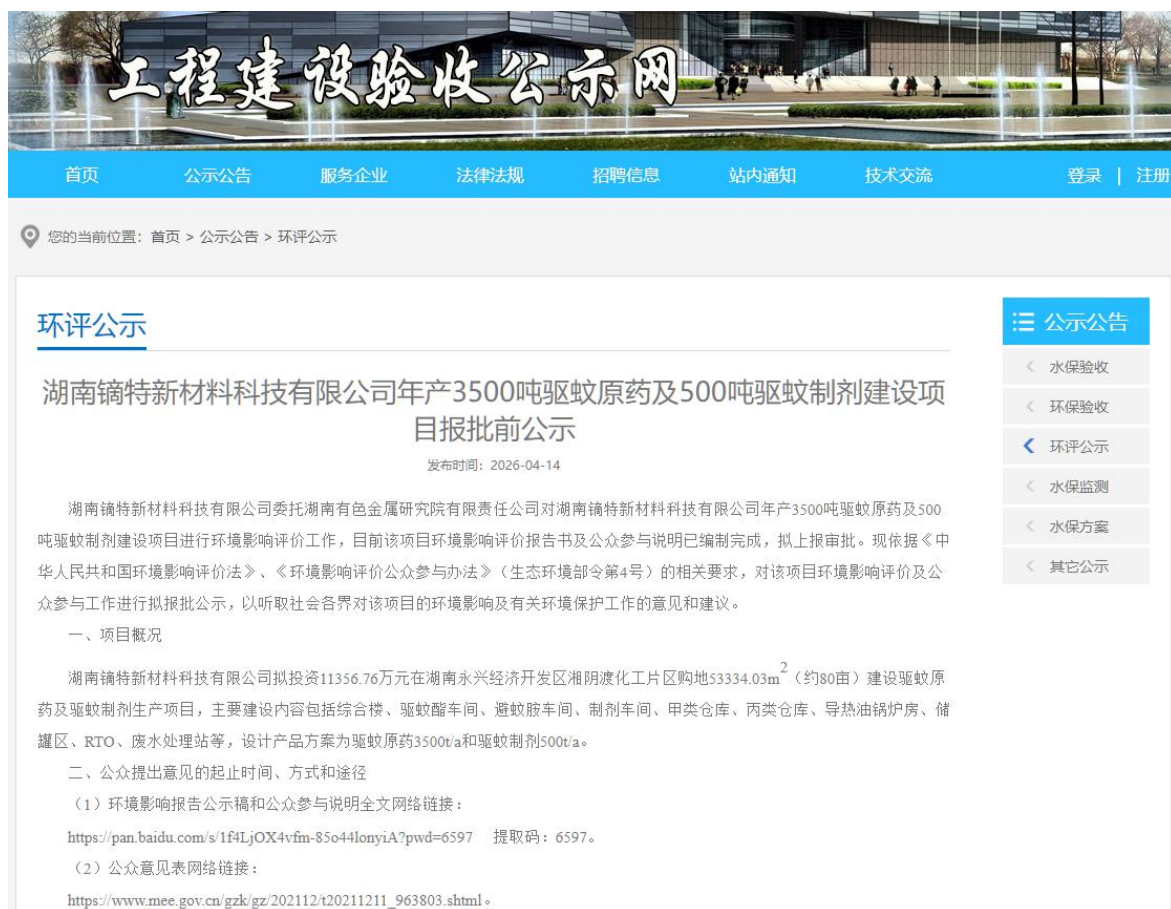 工程建设验收公示网
首页 公示公告 服务企业 法律法规 招聘信息 站内通知 技术交流 登录 | 注册
您的当前位置：首页 > 公示公告 > 环评公示
环评公示
湖南镝特新材料科技有限公司年产3500吨驱蚊原药及500吨驱蚊制剂建设项
目报批前公示
发布时间：2026-04-14
湖南镝特新材料科技有限公司委托湖南有色金属研究院有限责任公司对湖南镝特新材料科技有限公司年产3500吨驱蚊原药及500
吨驱蚊制剂建设项目进行环境影响评价工作，目前该项目环境影响评价报告书及公众参与说明已编制完成，拟上报审批。现依据《中
华人民共和国环境影响评价法》、《环境影响评价公众参与办法》（生态环境部令第4号）的相关要求，对该项目环境影响评价及公
众参与工作进行拟报批公示，以听取社会各界对该项目的环境影响及有关环境保护工作的意见和建议。
一、项目概况
湖南镝特新材料科技有限公司拟投资11356.76万元在湖南永兴经济开发区湘阴渡化工片区购地53334.03m²（约80亩）建设驱蚊原
药及驱蚊制剂生产项目，主要建设内容包括综合楼、驱蚊酯车间、避蚊胺车间、制剂车间、甲类仓库、丙类仓库、导热油锅炉房、储
罐区、RTO、废水处理站等，设计产品方案为驱蚊原药3500t/a和驱蚊制剂500t/a。
二、公众提出意见的起止时间、方式和途径
（1）环境影响报告公示稿和公众参与说明全文网络链接：
https://pan.baidu.com/s/1f4LjOX4vfm-85o44lonyiA?pwd=6597 提取码：6597。
（2）公众意见表网络链接：
https://www.mee.gov.cn/gzk/gz/202112/t20211211_963803.shtml。
公示公告
水保验收
环保验收
环评公示
水保监测
水保方案
其它公示